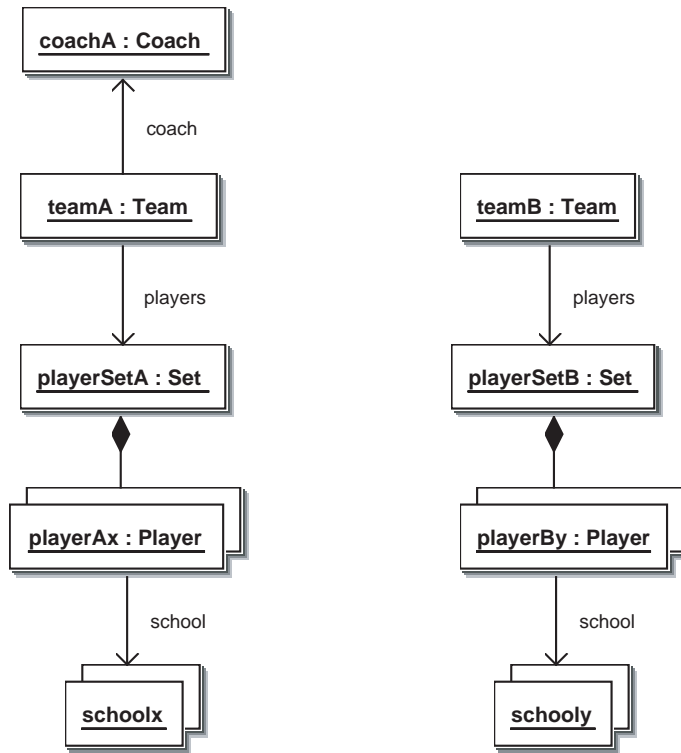 coachA : Coach
coach
teamA : Team
teamB : Team
players
players
playerSetA : Set
playerSetB : Set
playerAx : Player
playerBy : Player
school
school
schoolx
schooly